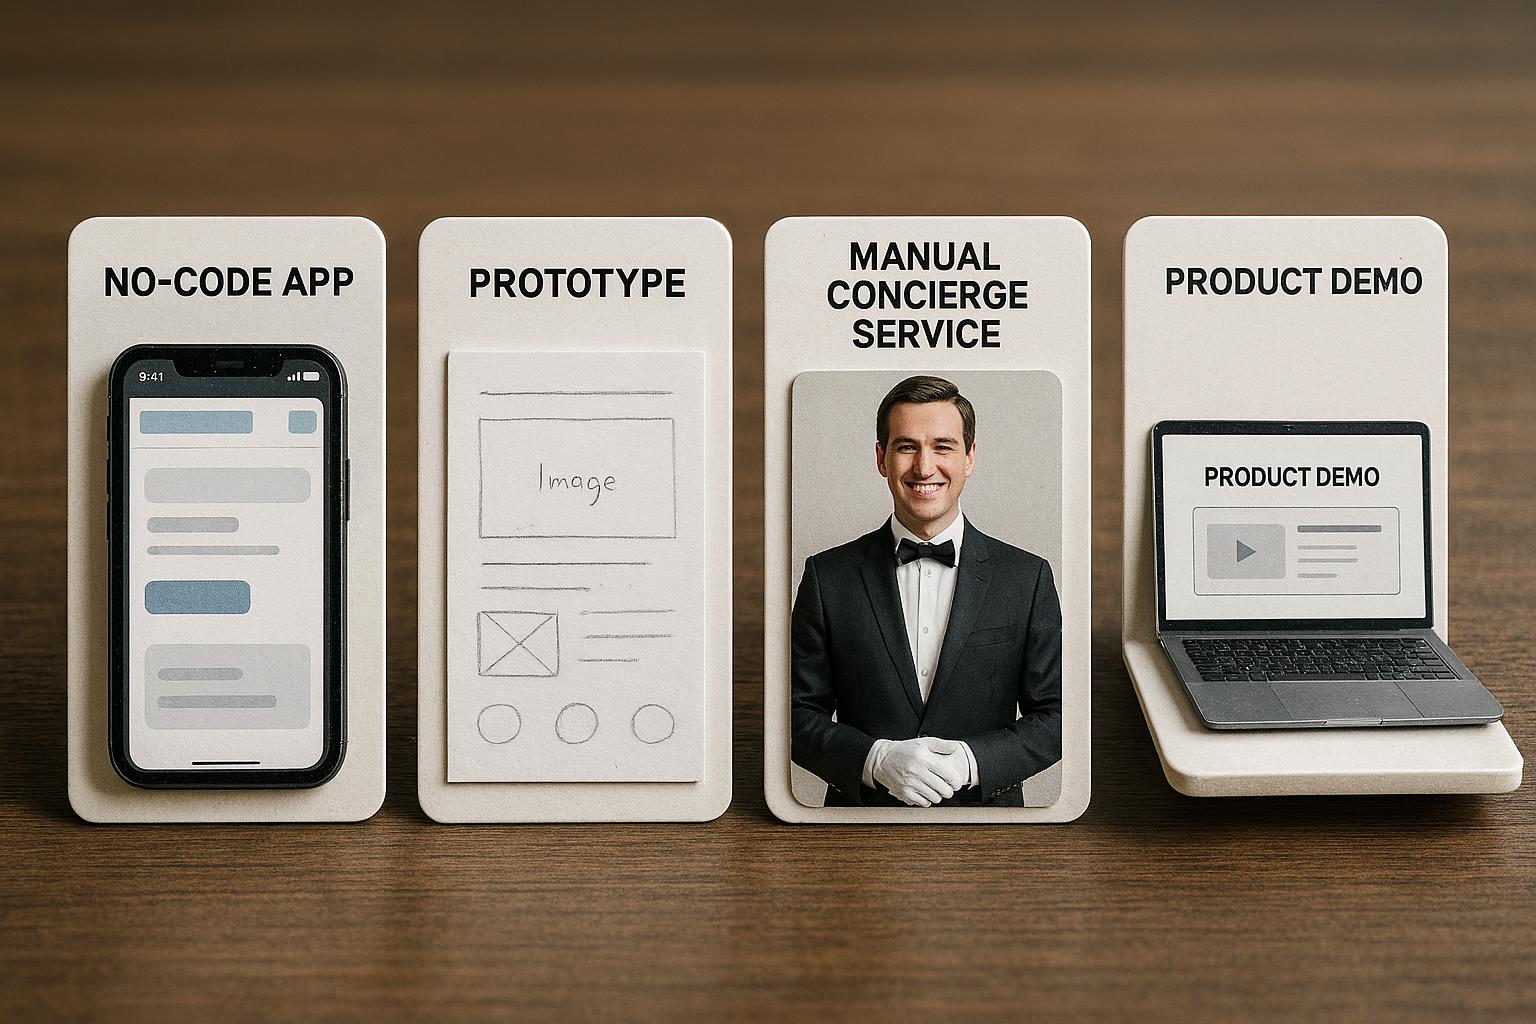 NO-CODE APP
9:41
PROTOTYPE
Image
MANUAL
CONCIERGE
SERVICE
PRODUCT DEMO
PRODUCT DEMO